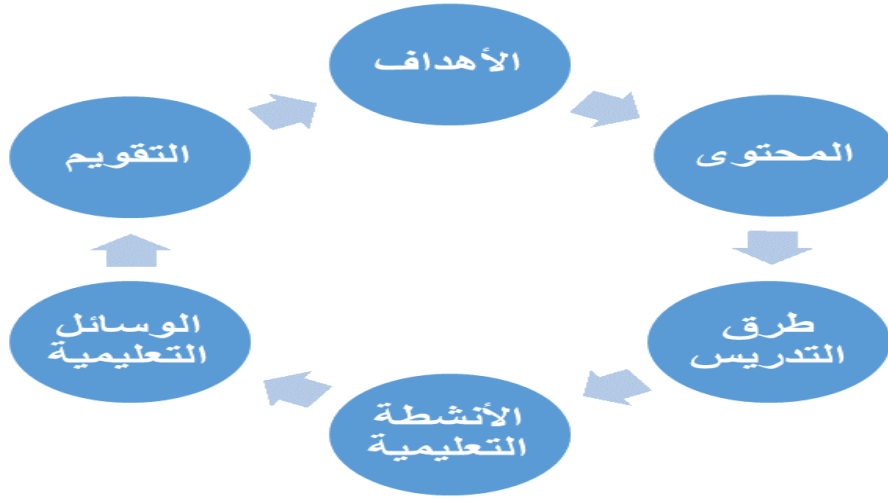 الأهداف
المحتوى
طرق
التدريس
الأنشطة
التعليمية
الوسائل
التعليمية
التقويم